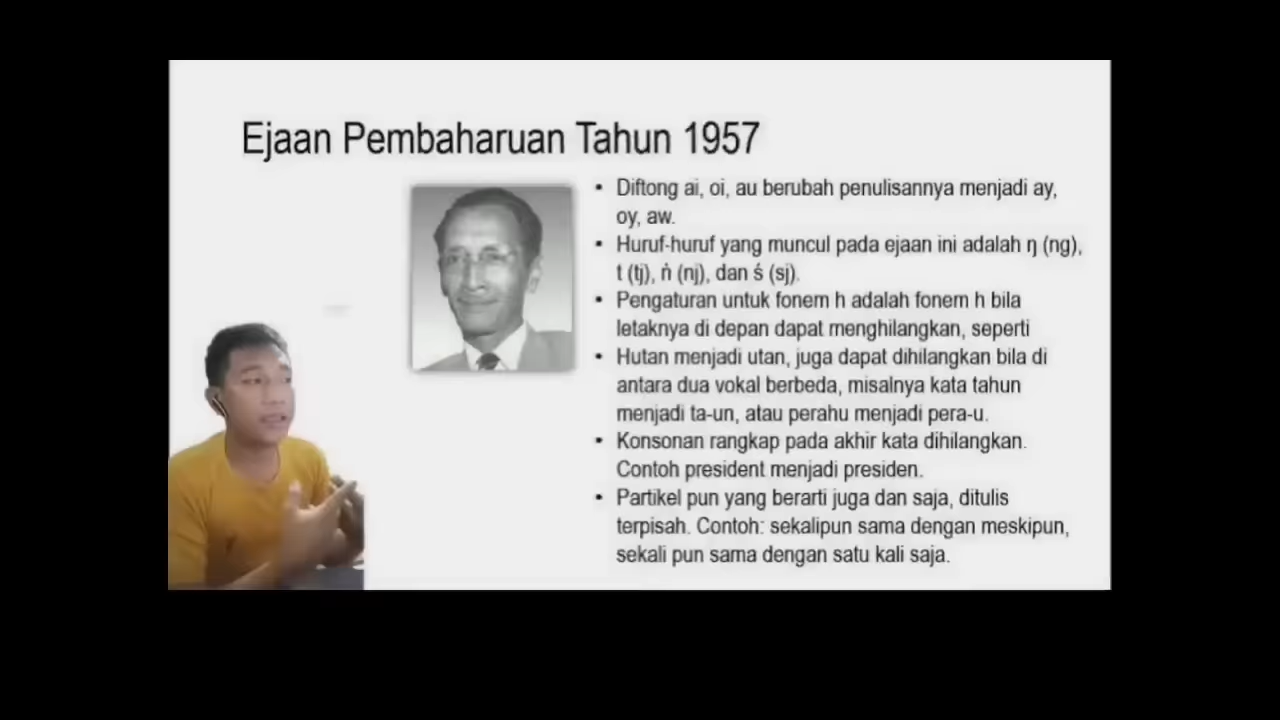 Ejaan Pembaharuan Tahun 1957
• Diftong ai, oi, au berubah penulisannya menjadi ay,
oy, aw.
• Huruf-huruf yang muncul pada ejaan ini adalah ŋ (ng),
t (tj), ń (nj), dan ś (sj).
• Pengaturan untuk fonem h adalah fonem h bila
letaknya di depan dapat menghilangkan, seperti
• Hutan menjadi utan, juga dapat dihilangkan bila di
antara dua vokal berbeda, misalnya kata tahun
menjadi ta-un, atau perahu menjadi pera-u.
• Konsonan rangkap pada akhir kata dihilangkan.
Contoh president menjadi presiden.
• Partikel pun yang berarti juga dan saja, ditulis
terpisah. Contoh: sekalipun sama dengan meskipun,
sekali pun sama dengan satu kali saja.